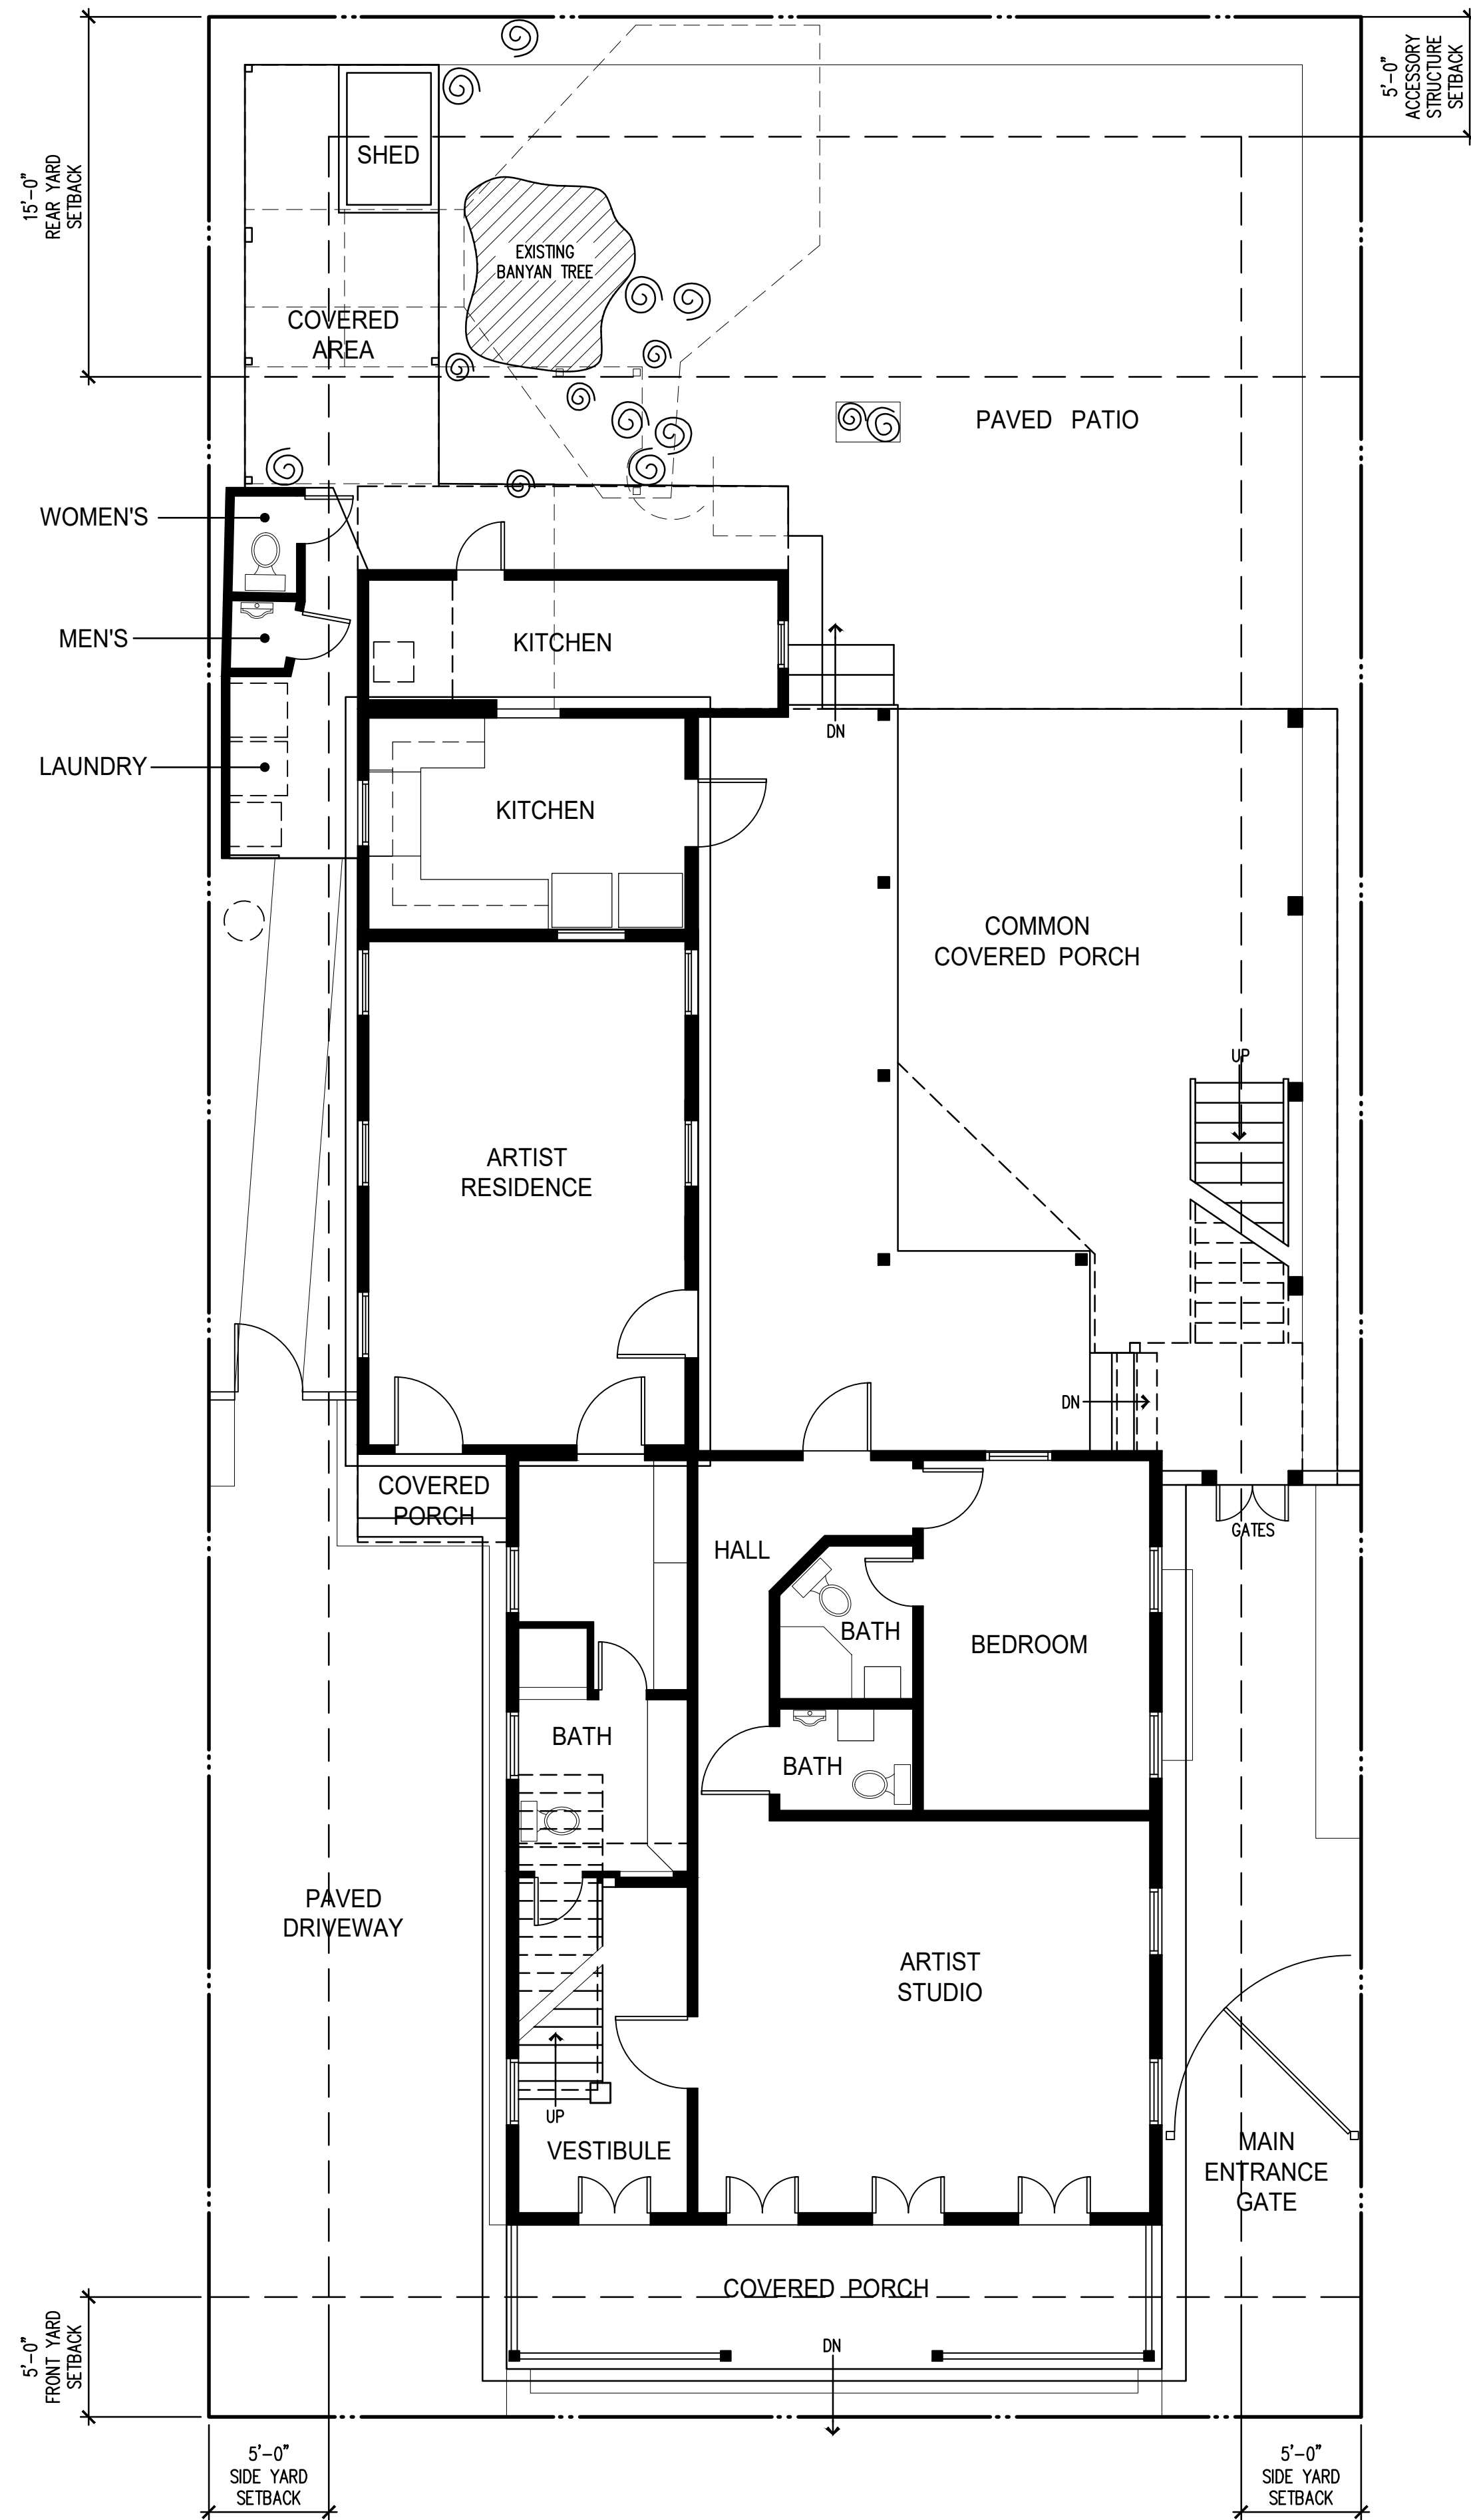 5'-0"
ACCESSORY
STRUCTURE
SETBACK
15'-0"
REAR YARD
SETBACK
SHED
EXISTING
BANYAN TREE
COVERED
AREA
PAVED PATIO
WOMEN'S
MEN'S
KITCHEN
DN
LAUNDRY
KITCHEN
COMMON
COVERED PORCH
UP
ARTIST
RESIDENCE
DN
COVERED
PORCH
GATES
HALL
BATH
BEDROOM
BATH
BATH
PAVED
DRIVEWAY
ARTIST
STUDIO
UP
VESTIBULE
MAIN
ENTRANCE
GATE
COVERED PORCH
DN
5'-0"
FRONT YARD
SETBACK
5'-0"
SIDE YARD
SETBACK
5'-0"
SIDE YARD
SETBACK